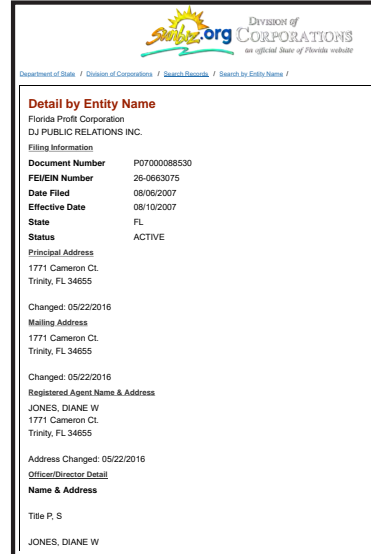 Sunbiz.org
DIVISION of
CORPORATIONS
an official State of Florida website
Department of State / Division of Corporations / Search Records / Search by Entity Name /
Detail by Entity Name
Florida Profit Corporation
DJ PUBLIC RELATIONS INC.
Filing Information
Document Number P07000088530
FEI/EIN Number 26-0663075
Date Filed 08/06/2007
Effective Date 08/10/2007
State FL
Status ACTIVE
Principal Address
1771 Cameron Ct.
Trinity, FL 34655
Changed: 05/22/2016
Mailing Address
1771 Cameron Ct.
Trinity, FL 34655
Changed: 05/22/2016
Registered Agent Name & Address
JONES, DIANE W
1771 Cameron Ct.
Trinity, FL 34655
Address Changed: 05/22/2016
Officer/Director Detail
Name & Address
Title P, S
JONES, DIANE W